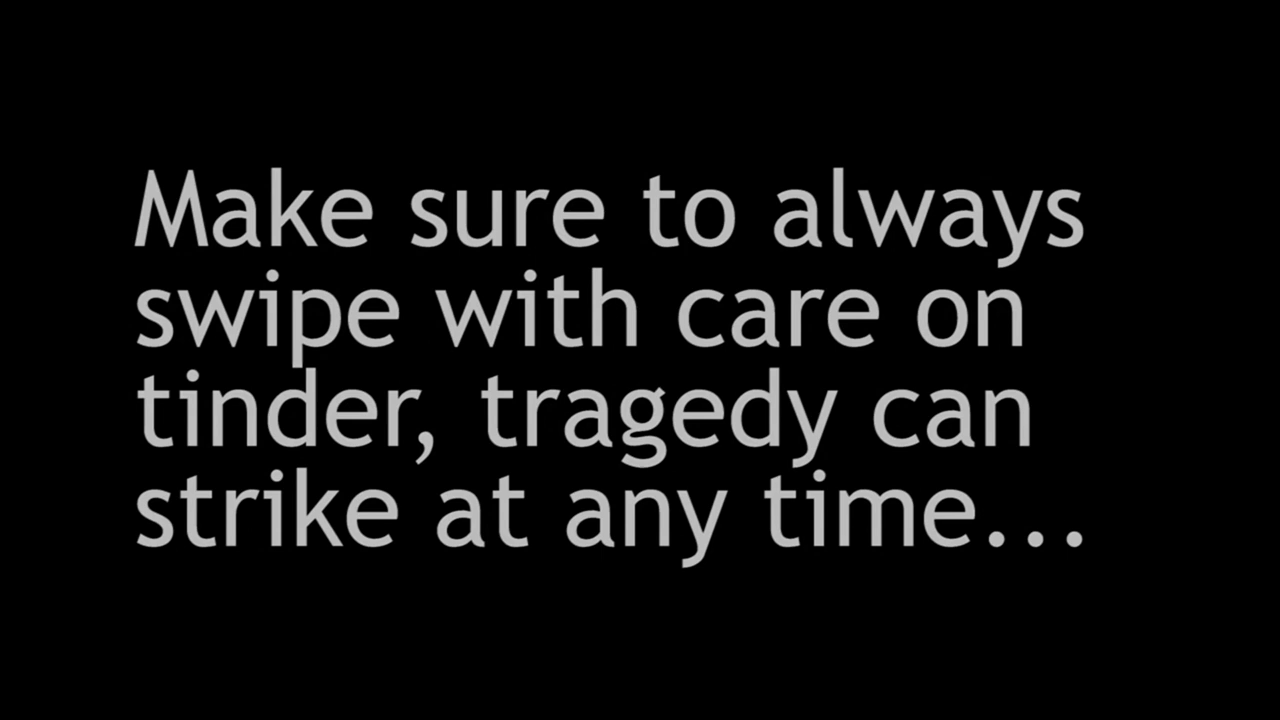 Make sure to always
swipe with care on
tinder, tragedy can
strike at any time...